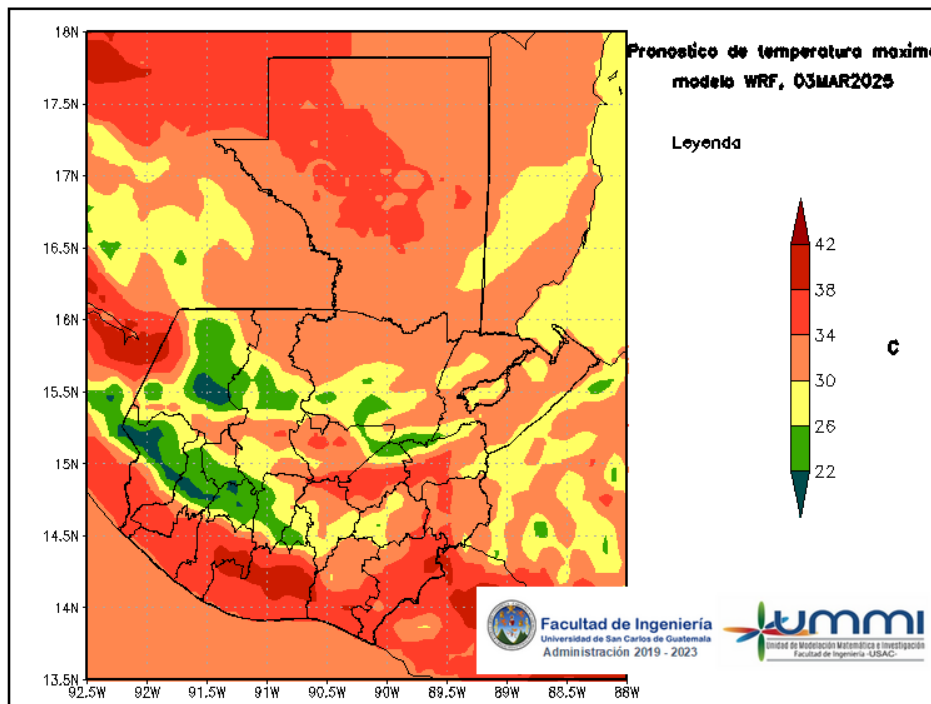 Pronostico de temperatura maxim
modelo WRF, 03MAR2025
Leyenda
42
38
34
30
26
22
C
18N
17.5N
17N
16.5N
16N
15.5N
15N
14.5N
14N
13.5N
92.5W 92W 91.5W 91W 90.5W 90W 89.5W 89W 88.5W 88W
Facultad de Ingeniería
Universidad de San Carlos de Guatemala
Administración 2019 - 2023
ummi
Unidad de Modelación Matemática e Investigación
Facultad de Ingeniería -USAC-